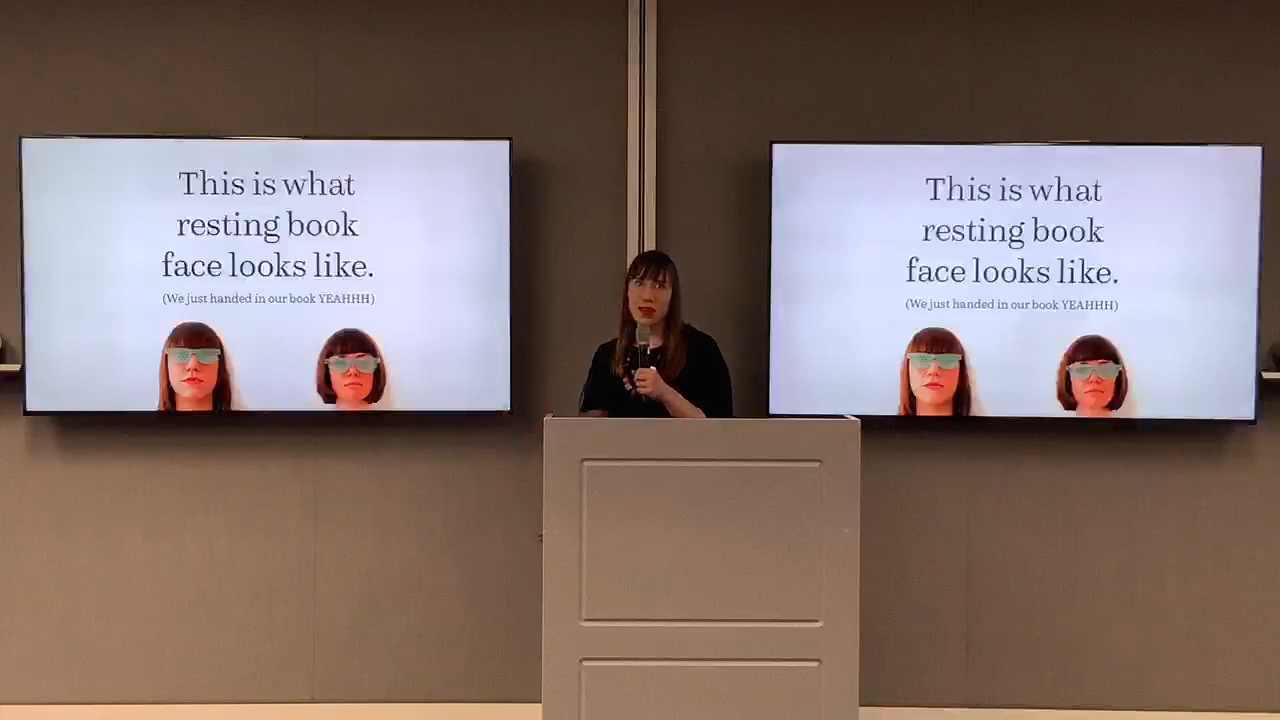 This is what
resting book
face looks like.
(We just handed in our book YEAHHH)
This is what
resting book
face looks like.
(We just handed in our book YEAHHH)